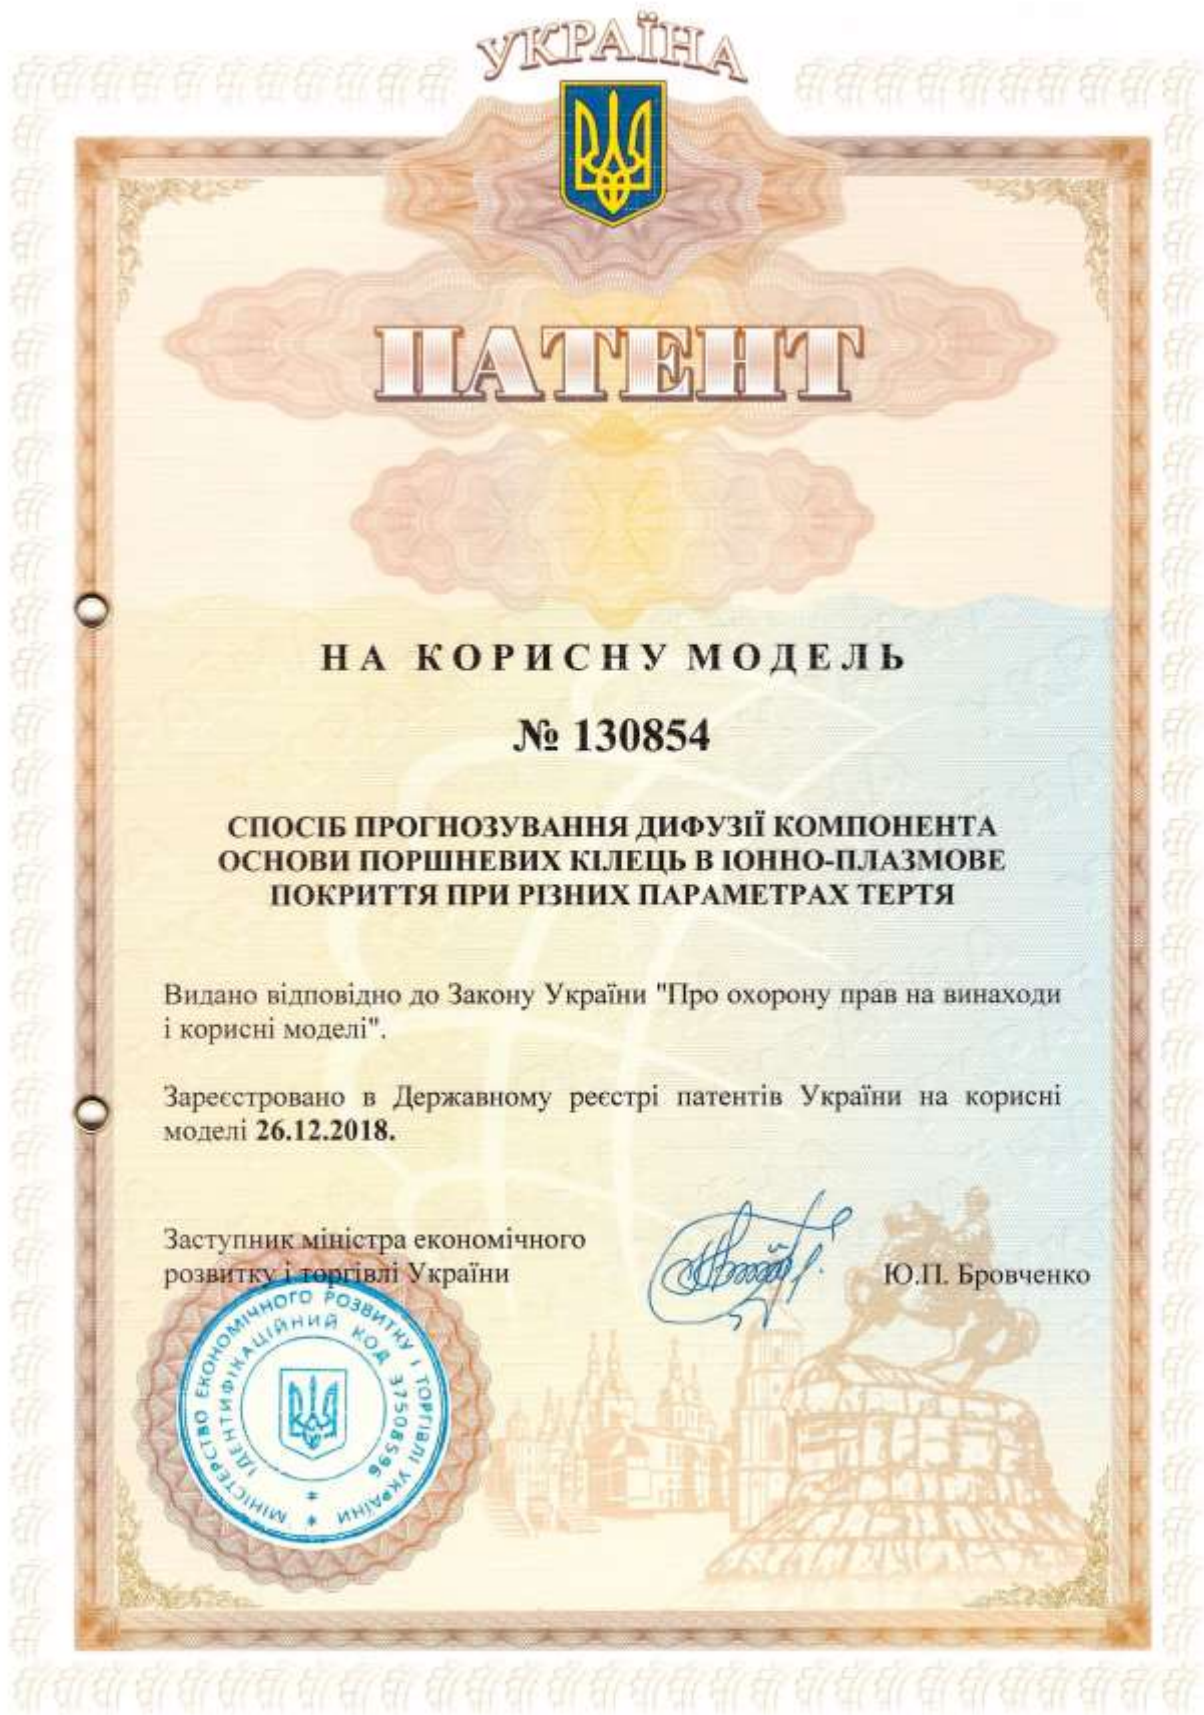 УКРАЇНА
ПАТЕНТ
НА КОРИСНУ МОДЕЛЬ
№ 130854
СПОСІБ ПРОГНОЗУВАННЯ ДИФУЗІЇ КОМПОНЕНТА
ОСНОВИ ПОРШНЕВИХ КІЛЕЦЬ В ІОННО-ПЛАЗМОВЕ
ПОКРИТТЯ ПРИ РІЗНИХ ПАРАМЕТРАХ ТЕРТЯ
Видано відповідно до Закону України "Про охорону прав на винаходи
і корисні моделі".
Зареєстровано в Державному реєстрі патентів України на корисні
моделі 26.12.2018.
Заступник міністра економічного
розвитку і торгівлі України
Ю.П. Бровченко
МІНІСТЕРСТВО ЕКОНОМІЧНОГО РОЗВИТКУ І ТОРГІВЛІ УКРАЇНИ *
ІДЕНТИФІКАЦІЙНИЙ КОД 37508596 *